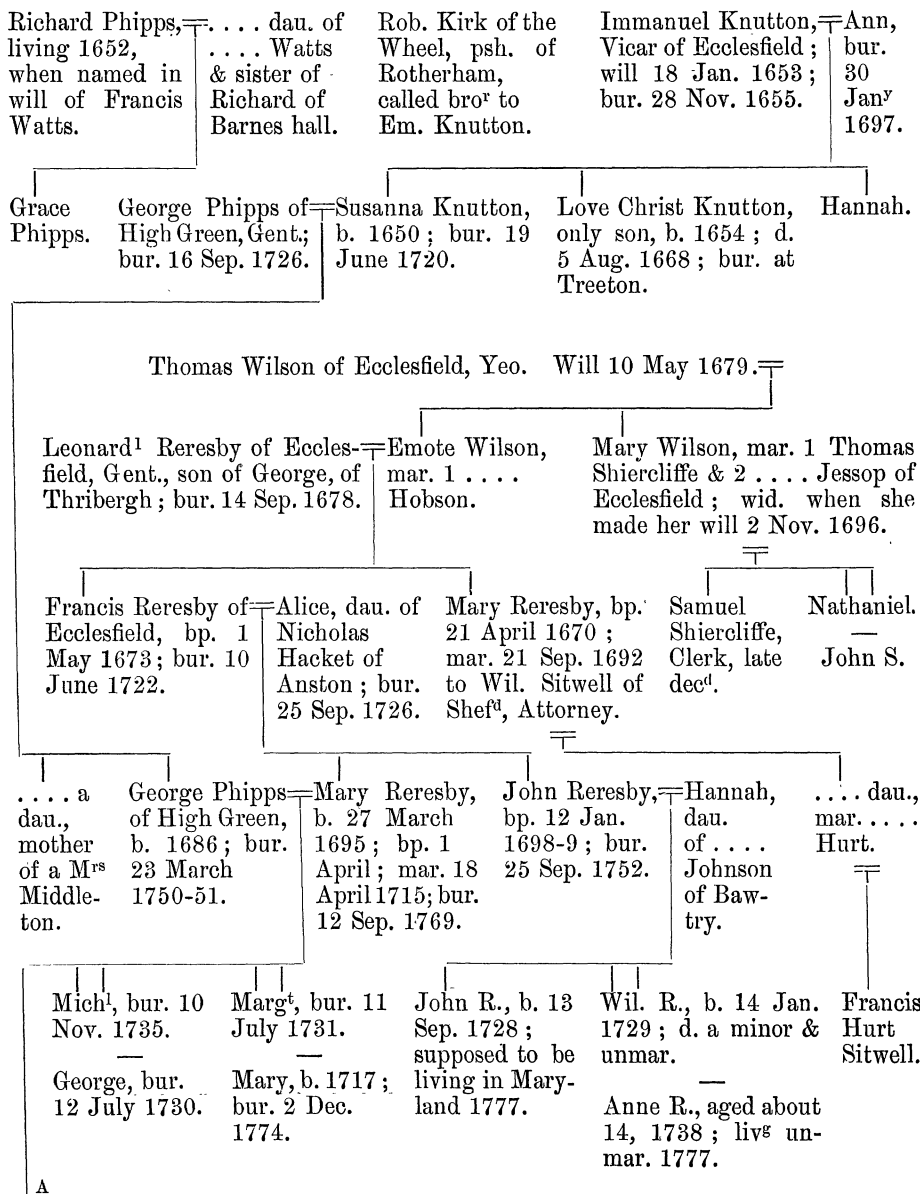 Richard Phipps,
living 1652,
when named in
will of Francis
Watts.
. . . . dau. of
. . . . Watts
& sister of
Richard of
Barnes hall.
Rob. Kirk of the
Wheel, psh. of
Rotherham,
called broʳ to
Em. Knutton.
Immanuel Knutton,
Vicar of Ecclesfield ;
will 18 Jan. 1653 ;
bur. 28 Nov. 1655.
Ann,
bur.
30
Janʸ
1697.
Grace
Phipps.
George Phipps of
High Green, Gent.;
bur. 16 Sep. 1726.
Susanna Knutton,
b. 1650 ; bur. 19
June 1720.
Love Christ Knutton,
only son, b. 1654 ; d.
5 Aug. 1668 ; bur. at
Treeton.
Hannah.
Thomas Wilson of Ecclesfield, Yeo. Will 10 May 1679.
Leonard¹ Reresby of Eccles-
field, Gent., son of George, of
Thribergh ; bur. 14 Sep. 1678.
Emote Wilson,
mar. 1 . . . .
Hobson.
Mary Wilson, mar. 1 Thomas
Shiercliffe & 2 . . . . Jessop of
Ecclesfield ; wid. when she
made her will 2 Nov. 1696.
Francis Reresby of
Ecclesfield, bp. 1
May 1673 ; bur. 10
June 1722.
Alice, dau. of
Nicholas
Hacket of
Anston ; bur.
25 Sep. 1726.
Mary Reresby, bp.
21 April 1670 ;
mar. 21 Sep. 1692
to Wil. Sitwell of
Shefᵈ, Attorney.
Samuel
Shiercliffe,
Clerk, late
decᵈ.
Nathaniel.
—
John S.
. . . . a
dau.,
mother
of a Mʳˢ
Middle-
ton.
George Phipps
of High Green,
b. 1686 ; bur.
23 March
1750-51.
Mary Reresby,
b. 27 March
1695 ; bp. 1
April ; mar. 18
April 1715; bur.
12 Sep. 1769.
John Reresby,
bp. 12 Jan.
1698-9 ; bur.
25 Sep. 1752.
Hannah,
dau.
of . . . .
Johnson
of Baw-
try.
. . . . dau.,
mar. . . . .
Hurt.
Michˡ, bur. 10
Nov. 1735.
—
George, bur.
12 July 1730.
Margᵗ, bur. 11
July 1731.
—
Mary, b. 1717 ;
bur. 2 Dec.
1774.
John R., b. 13
Sep. 1728 ;
supposed to be
living in Mary-
land 1777.
Wil. R., b. 14 Jan.
1729 ; d. a minor &
unmar.
—
Anne R., aged about
14, 1738 ; livᵍ un-
mar. 1777.
Francis
Hurt
Sitwell.
A